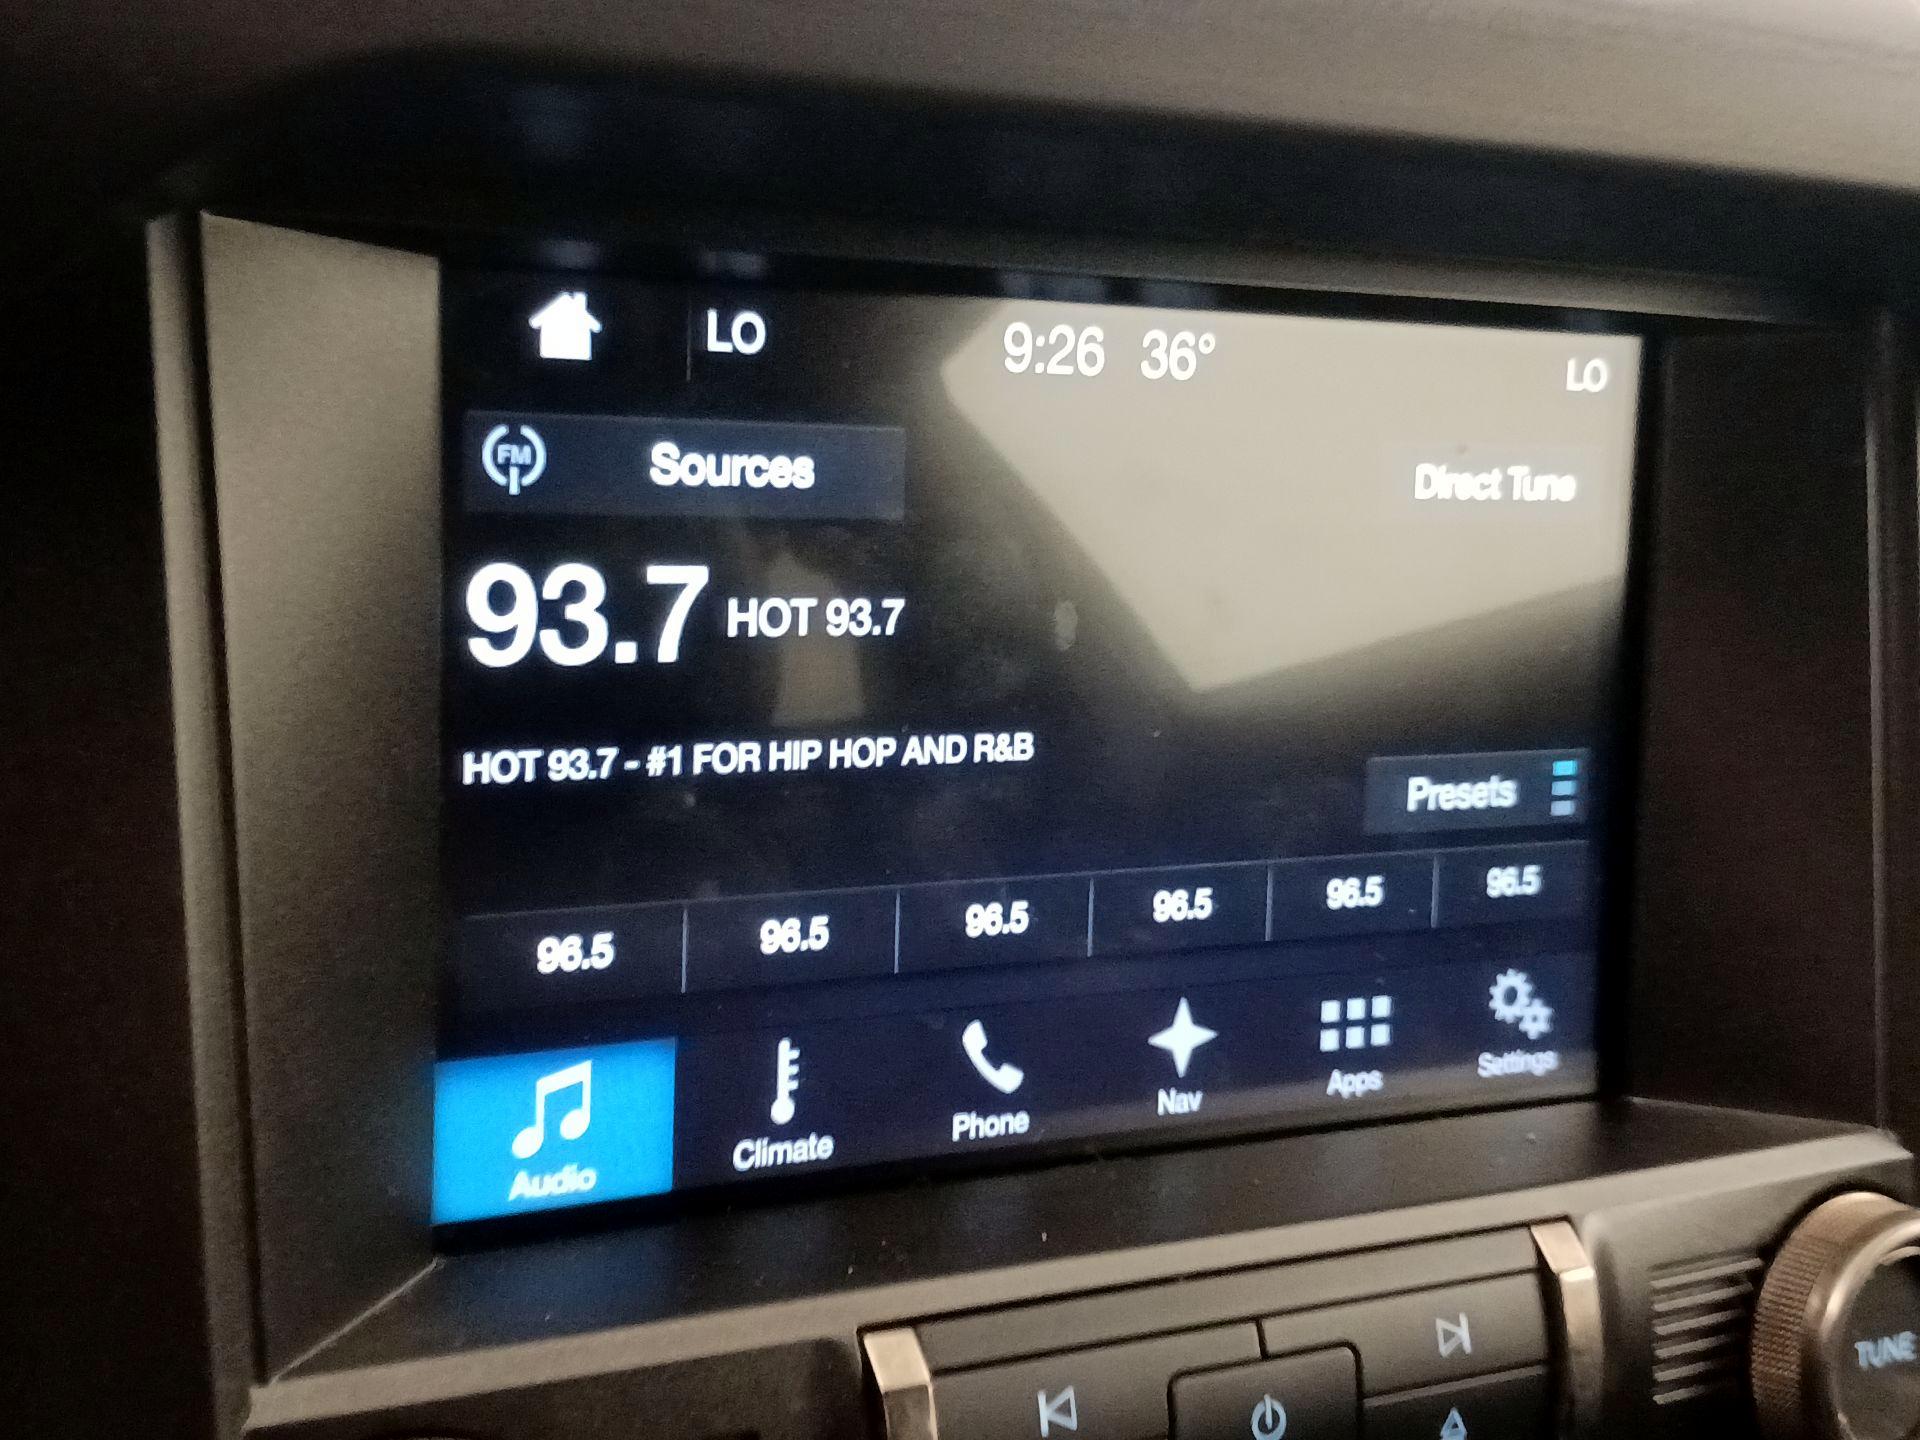 LO 9:26 36° LO
FM Sources Direct Tune
93.7 HOT 93.7
HOT 93.7 - #1 FOR HIP HOP AND R&B
Presets
96.5 96.5 96.5 96.5 96.5 96.5
Audio Climate Phone Nav Apps Settings
TUNE